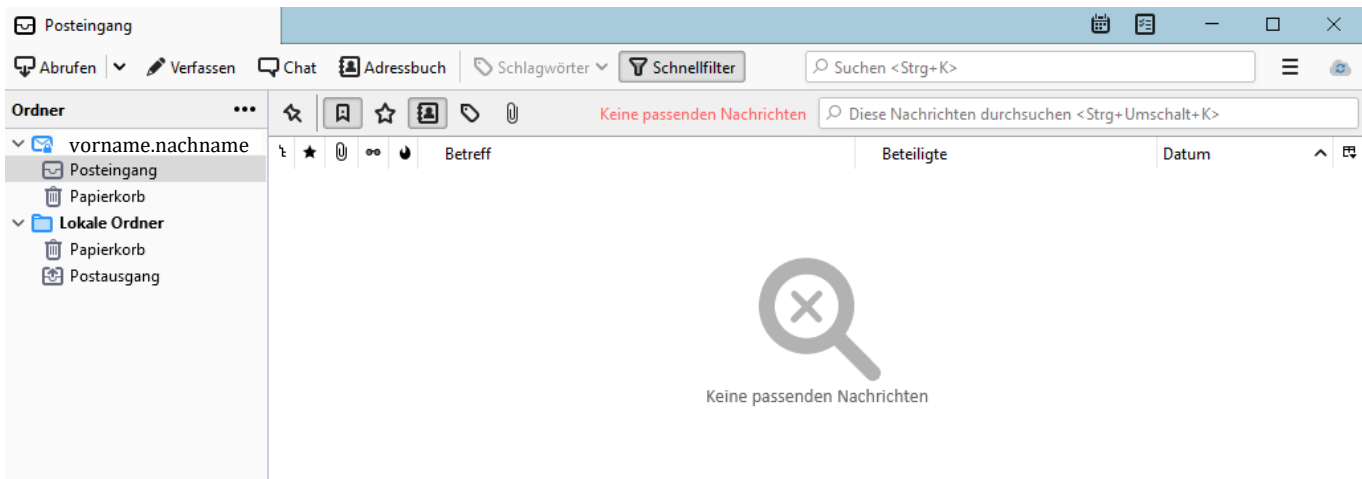 Posteingang
Abrufen Verfassen Chat Adressbuch Schlagwörter Schnellfilter Suchen <Strg+K>
Ordner
Keine passenden Nachrichten Diese Nachrichten durchsuchen <Strg+Umschalt+K>
vorname.nachname
Betreff Beteiligte Datum
Posteingang
Papierkorb
Lokale Ordner
Papierkorb
Postausgang
Keine passenden Nachrichten